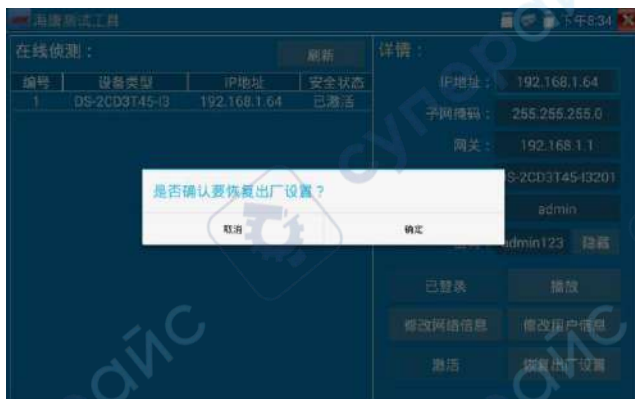 海康测试工具
下午8:34
在线侦测：
刷新
编号 设备类型 IP地址 安全状态
1 DS-2CD3T45-I3 192.168.1.64 已激活
详情：
IP地址： 192.168.1.64
子网掩码： 255.255.255.0
网关： 192.168.1.1
S-2CD3T45-I3201
admin
admin123 隐藏
已登录 播放
修改网络信息 修改用户信息
激活 恢复出厂设置
是否确认要恢复出厂设置？
取消 确定